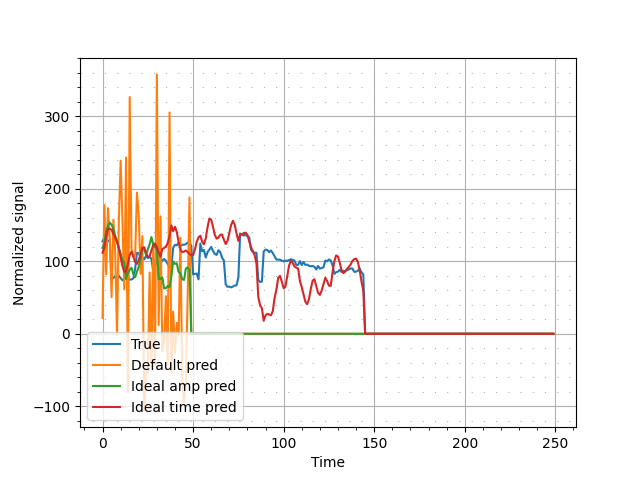 300
200
100
0
−100
Normalized signal
True
Default pred
Ideal amp pred
Ideal time pred
0 50 100 150 200 250
Time